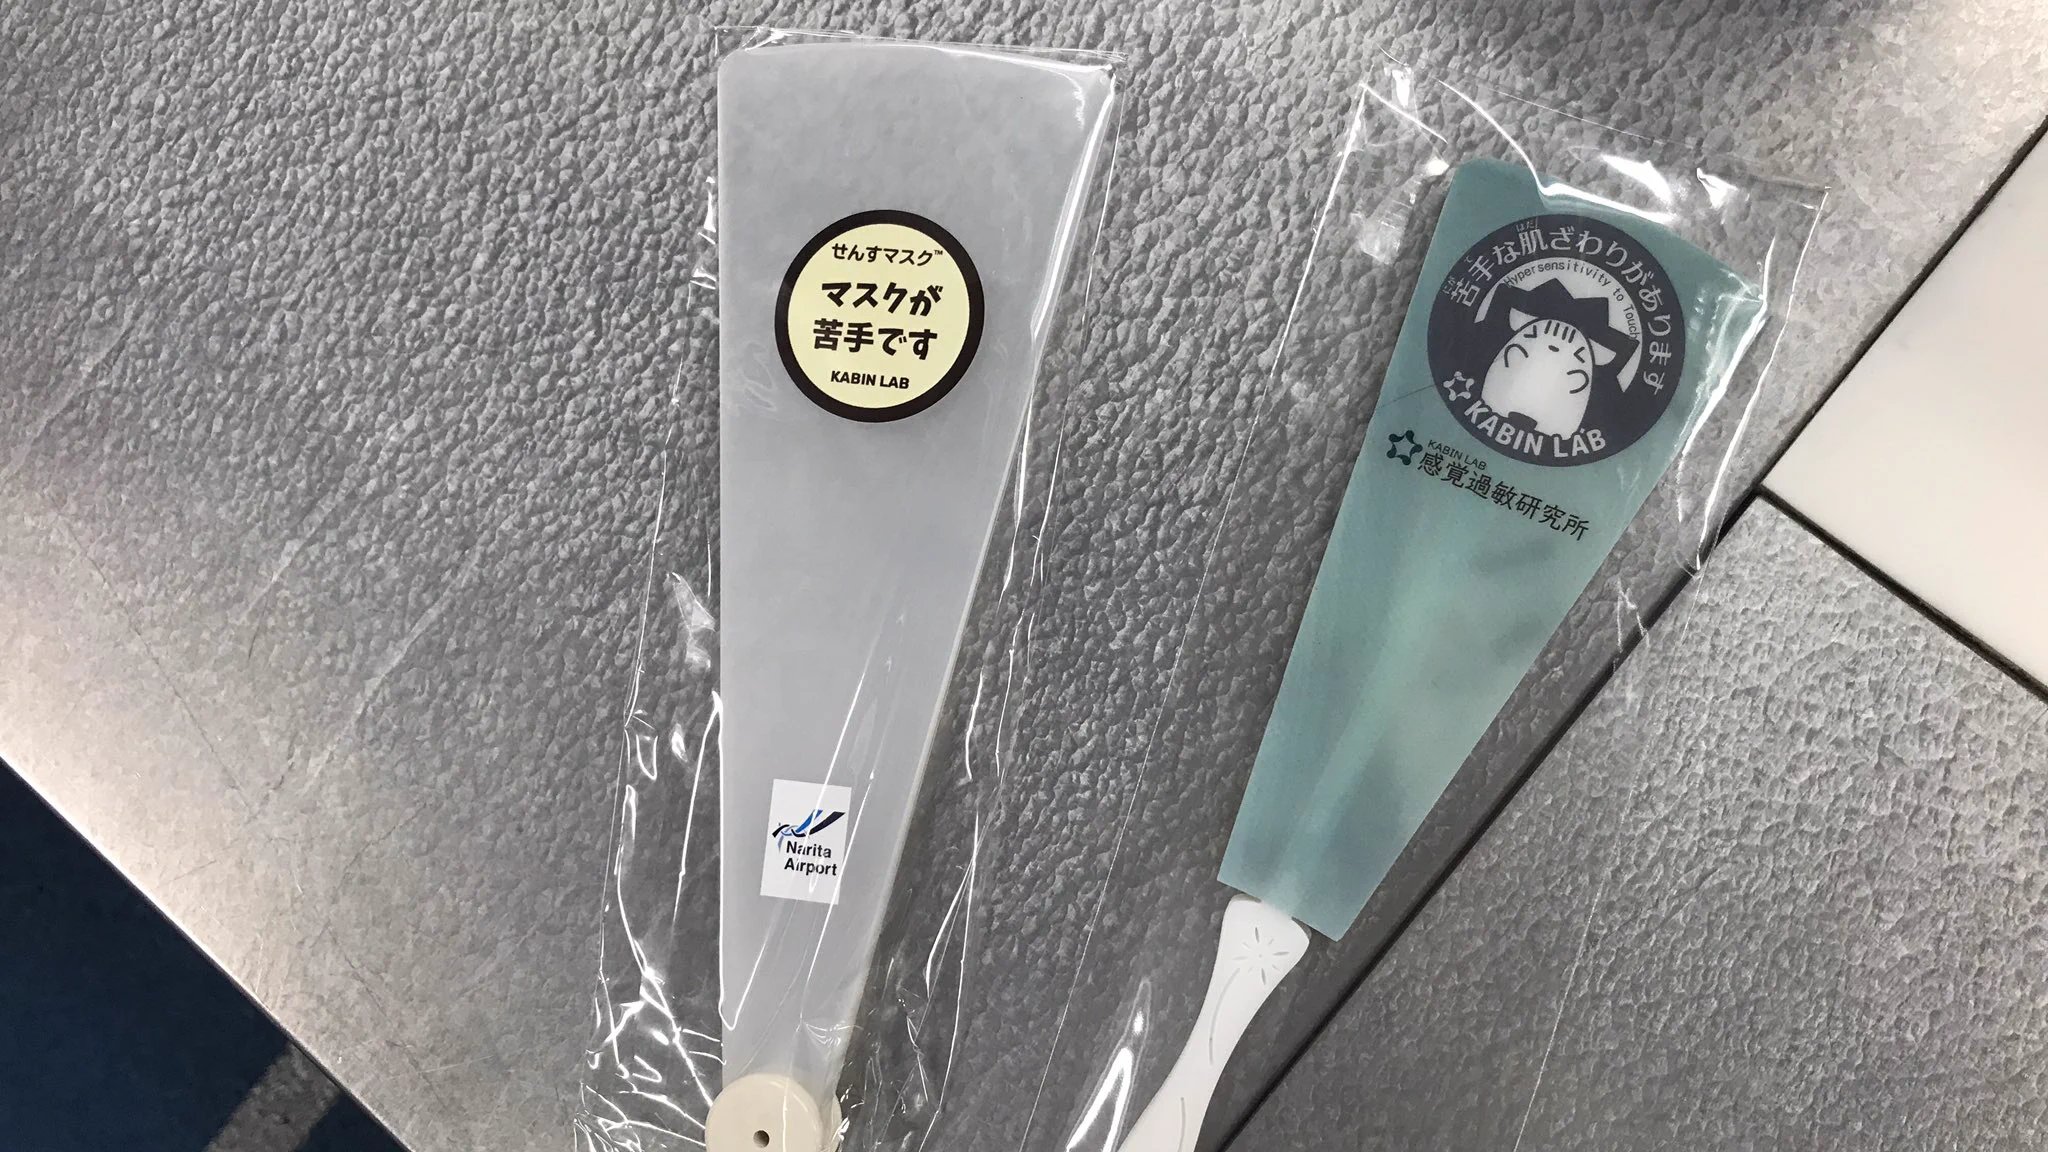 せんすマスク™
マスクが
苦手です
KABIN LAB
Narita
Airport
苦手な肌ざわりがあります
Hypersensitivity to Touch
KABIN LAB
KABIN LAB
感覚過敏研究所